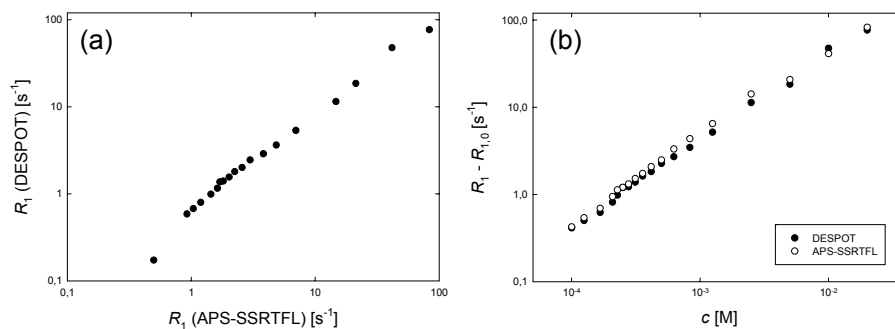 (a)
100
10
1
0,1
R1 (DESPOT) [s-1]
0,1 1 10 100
R1 (APS-SSRTFL) [s-1]
(b)
100,0
10,0
1,0
0,1
R1 - R1,0 [s-1]
DESPOT
APS-SSRTFL
10-4 10-3 10-2
c [M]